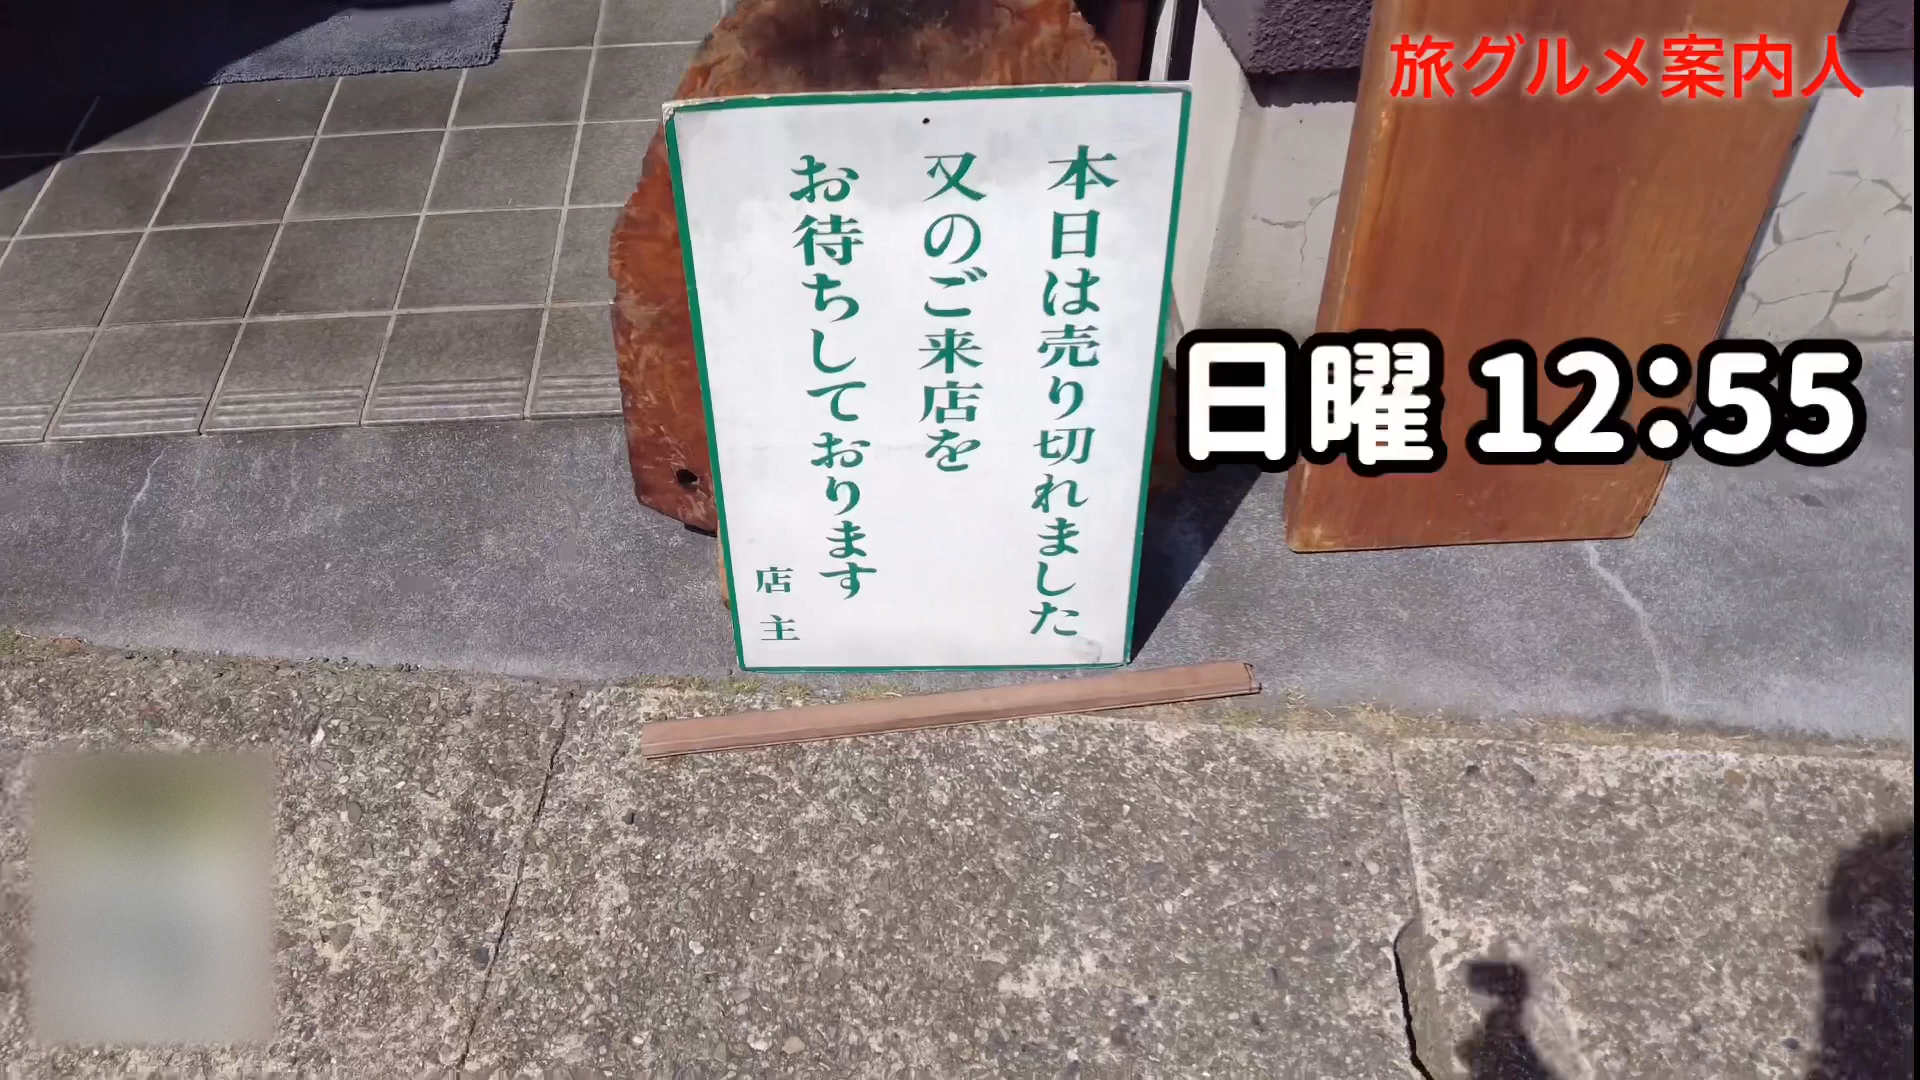 旅グルメ案内人
本日は売り切れました
又のご来店を
お待ちしております
店主
日曜 12:55